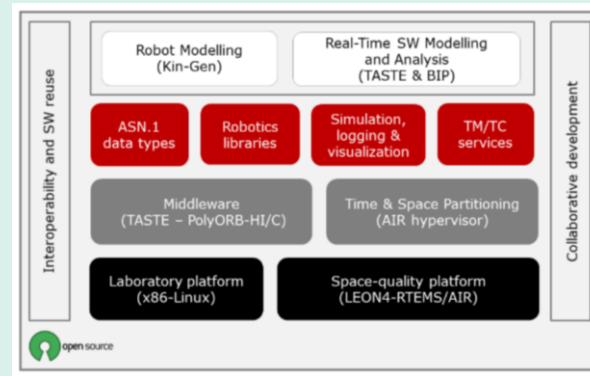 Interoperability and SW reuse
Robot Modelling
(Kin-Gen)
Real-Time SW Modelling
and Analysis
(TASTE & BIP)
ASN.1
data types
Robotics
libraries
Simulation,
logging &
visualization
TM/TC
services
Middleware
(TASTE – PolyORB-HI/C)
Time & Space Partitioning
(AIR hypervisor)
Laboratory platform
(x86-Linux)
Space-quality platform
(LEON4-RTEMS/AIR)
Collaborative development
open source